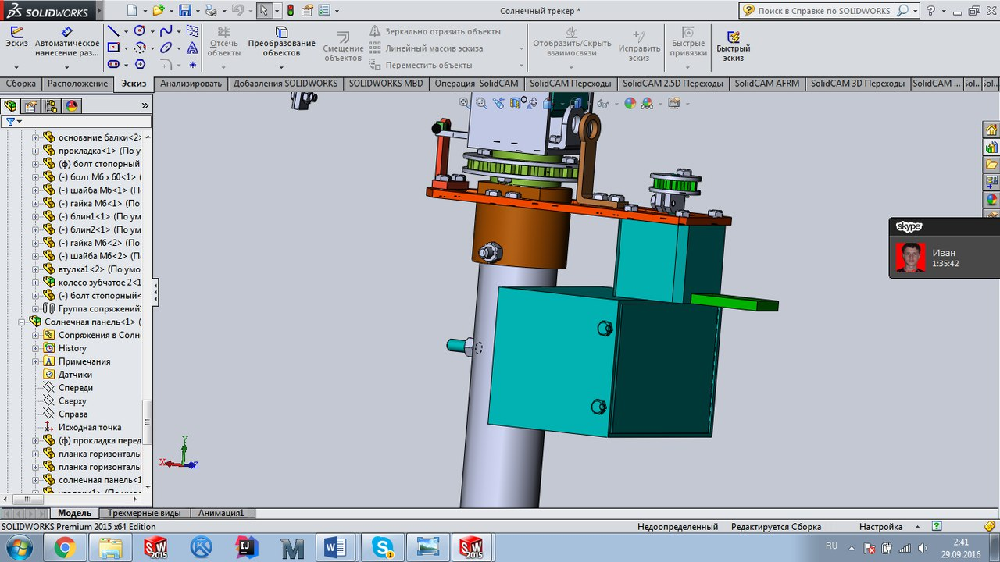 SOLIDWORKS
Солнечный трекер *
Поиск в Справке по SOLIDWORKS
Эскиз
Автоматическое
нанесение раз...
Отсечь
объекты
Преобразование
объектов
Смещение
объектов
Зеркально отразить объекты
Линейный массив эскиза
Переместить объекты
Отобразить/Скрыть
взаимосвязи
Исправить
эскиз
Быстрые
привязки
Быстрый
эскиз
Сборка
Расположение
Эскиз
Анализировать
Добавления SOLIDWORKS
SOLIDWORKS MBD
Операция SolidCAM
SolidCAM Переходы
SolidCAM 2.5D Переходы
SolidCAM AFRM
SolidCAM 3D Переходы
SolidCAM ...
Sol...
Sol...
основание балки<2>
прокладка<1> (По у
(ф) болт стопорный
(-) болт М6 х 60<1> (П
(-) шайба М6<1> (П
(-) гайка М6<1> (По
(-) блин1<1> (По ум
(-) блин2<1> (По ум
(-) гайка М6<2> (По
(-) шайба М6<2> (По
втулка1<2> (По умо
колесо зубчатое 2<1
(-) болт стопорный<
Группа сопряжений
Солнечная панель<1> (
Сопряжения в Солн
History
Примечания
Датчики
Спереди
Сверху
Справа
Исходная точка
(ф) прокладка перед
планка горизонталь
планка горизонталь
солнечная панель<1
уголок<1> (По умол
Y
X
Z
skype
Иван
1:35:42
Модель
Трехмерные виды
Анимация1
SOLIDWORKS Premium 2015 x64 Edition
Недоопределенный
Редактируется Сборка
Настройка
RU
2:41
29.09.2016